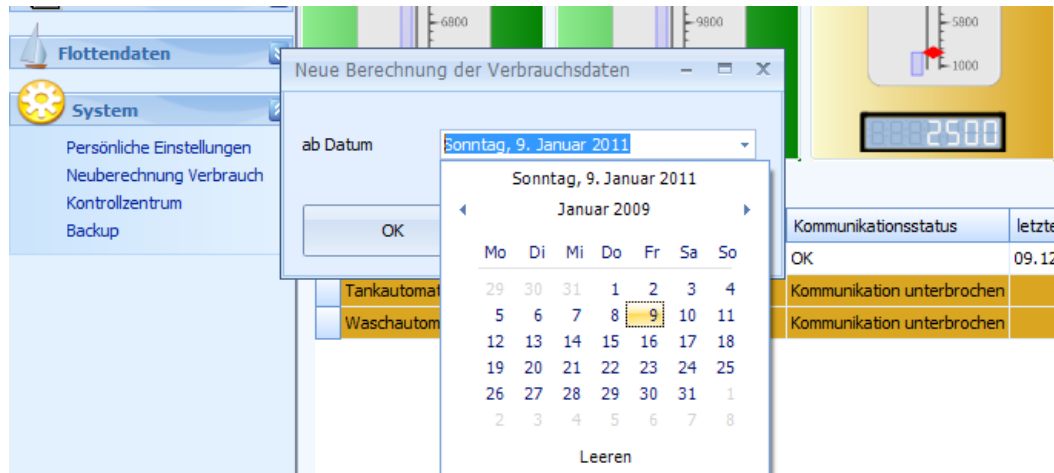 6800
9800
5800
1000
2500
Flottendaten
System
Persönliche Einstellungen
Neuberechnung Verbrauch
Kontrollzentrum
Backup
Neue Berechnung der Verbrauchsdaten
ab Datum
Sonntag, 9. Januar 2011
OK
Sonntag, 9. Januar 2011
Januar 2009
Mo Di Mi Do Fr Sa So
29 30 31 1 2 3 4
5 6 7 8 9 10 11
12 13 14 15 16 17 18
19 20 21 22 23 24 25
26 27 28 29 30 31 1
2 3 4 5 6 7 8
Leeren
Kommunikationsstatus letzte
OK 09.12
Tankautomat Kommunikation unterbrochen
Waschautom Kommunikation unterbrochen